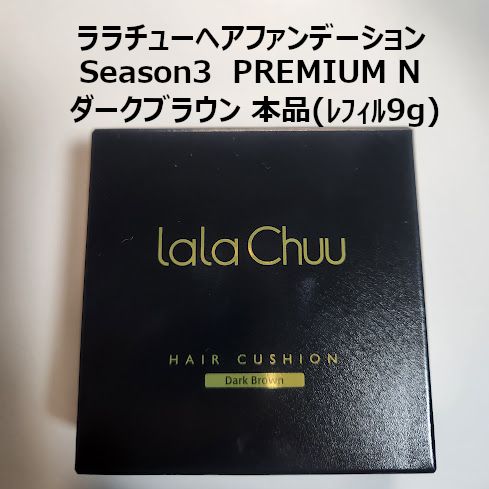 ララチューヘアファンデーション
Season3 PREMIUM N
ダークブラウン 本品(ﾚﾌｨﾙ9g)
lala Chuu
HAIR CUSHION
Dark Brown